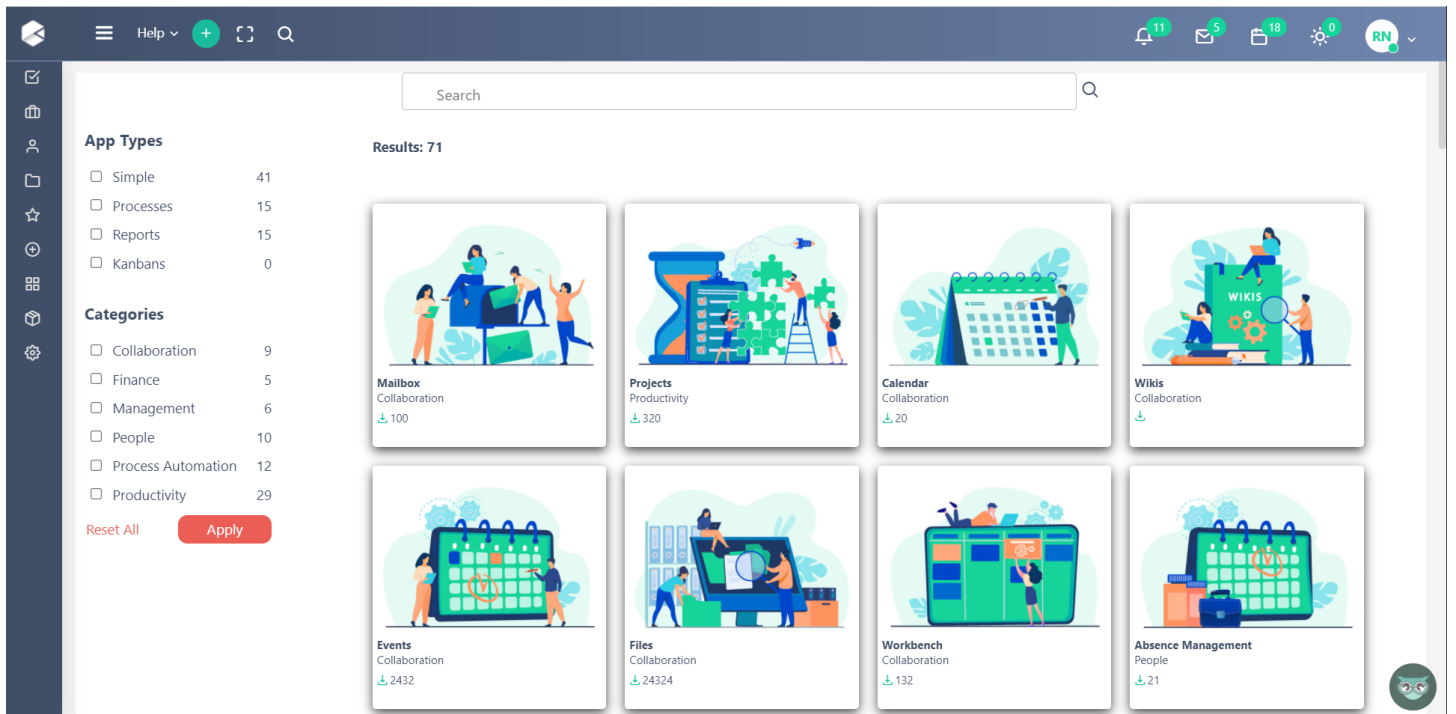 Help
11
5
18
0
RN
Search
App Types
Simple 41
Processes 15
Reports 15
Kanbans 0
Categories
Collaboration 9
Finance 5
Management 6
People 10
Process Automation 12
Productivity 29
Reset All Apply
Results: 71
WIKIS
Mailbox
Collaboration
100
Projects
Productivity
320
Calendar
Collaboration
20
Wikis
Collaboration
Events
Collaboration
2432
Files
Collaboration
24324
Workbench
Collaboration
132
Absence Management
People
21